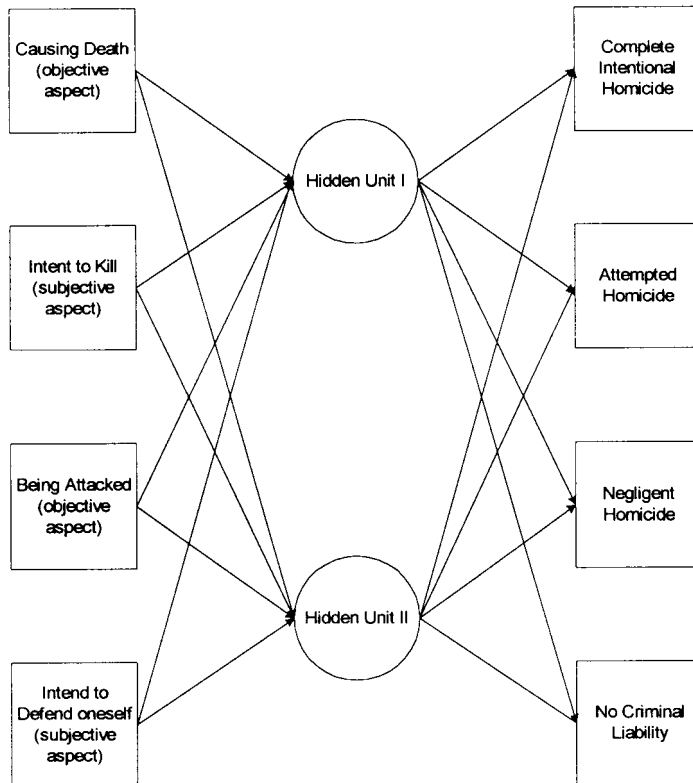 Causing Death
(objective
aspect)
Intent to Kill
(subjective
aspect)
Being Attacked
(objective
aspect)
Intend to
Defend oneself
(subjective
aspect)
Hidden Unit I
Hidden Unit II
Complete
Intentional
Homicide
Attempted
Homicide
Negligent
Homicide
No Criminal
Liability